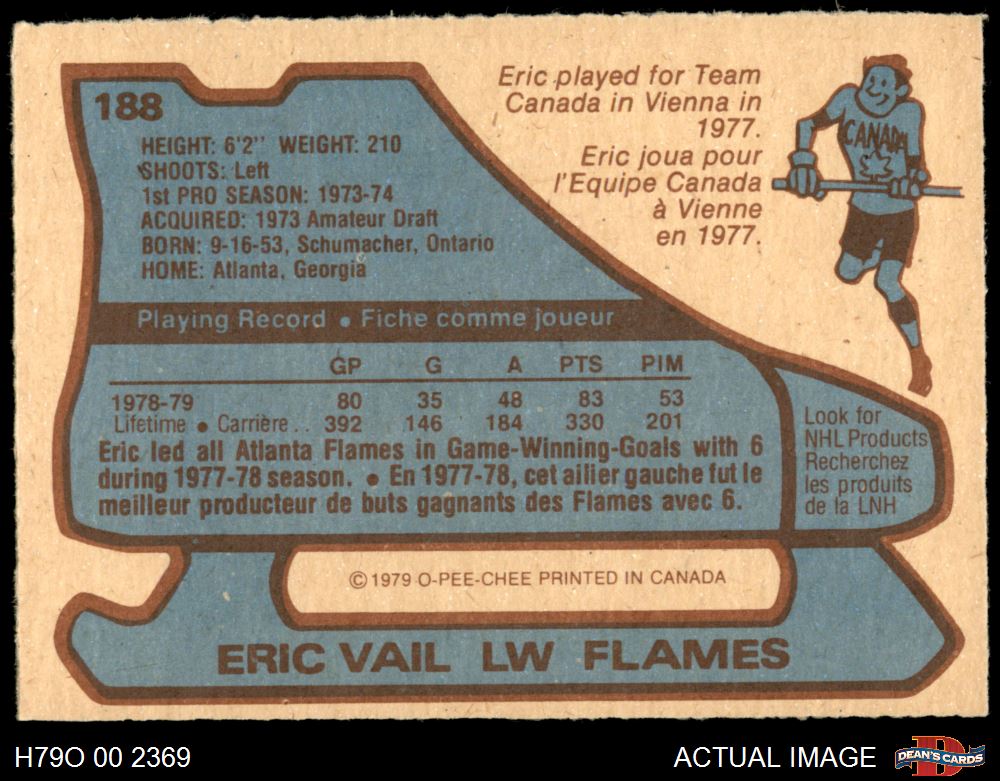 188
HEIGHT: 6'2" WEIGHT: 210
SHOOTS: Left
1st PRO SEASON: 1973-74
ACQUIRED: 1973 Amateur Draft
BORN: 9-16-53, Schumacher, Ontario
HOME: Atlanta, Georgia
Eric played for Team
Canada in Vienna in
1977.
Eric joua pour
l'Equipe Canada
à Vienne
en 1977.
CANADA
Playing Record • Fiche comme joueur
GP G A PTS PIM
1978-79 80 35 48 83 53
Lifetime • Carrière . . 392 146 184 330 201
Eric led all Atlanta Flames in Game-Winning-Goals with 6
during 1977-78 season. • En 1977-78, cet ailier gauche fut le
meilleur producteur de buts gagnants des Flames avec 6.
Look for
NHL Products
Recherchez
les produits
de la LNH
© 1979 O-PEE-CHEE PRINTED IN CANADA
ERIC VAIL LW FLAMES
H79O 00 2369
ACTUAL IMAGE
D
DEAN'S CARDS